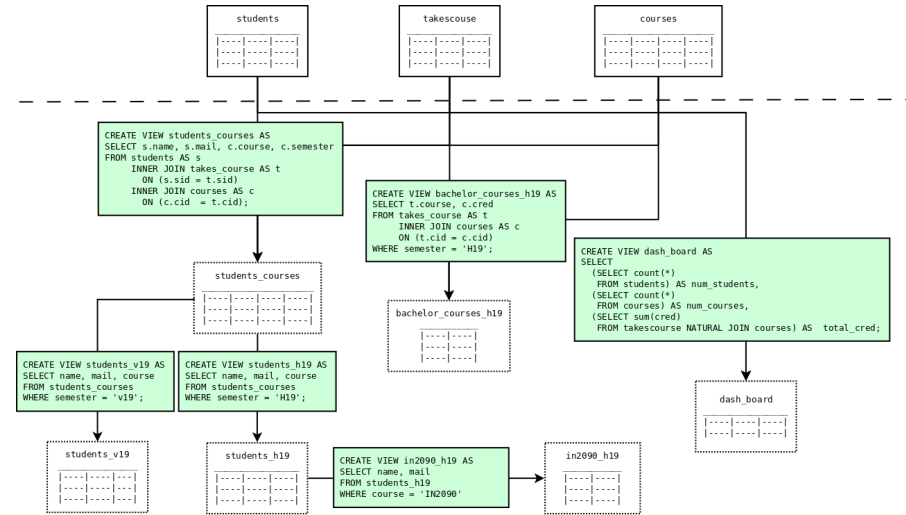 students
|----|----|----|
|----|----|----|
|----|----|----|
takescouse
|----|----|----|
|----|----|----|
|----|----|----|
courses
|----|----|----|----|
|----|----|----|----|
|----|----|----|----|
CREATE VIEW students_courses AS
SELECT s.name, s.mail, c.course, c.semester
FROM students AS s
INNER JOIN takes_course AS t
ON (s.sid = t.sid)
INNER JOIN courses AS c
ON (c.cid  = t.cid);
CREATE VIEW bachelor_courses_h19 AS
SELECT t.course, c.cred
FROM takes_course AS t
INNER JOIN courses AS c
ON (t.cid = c.cid)
WHERE semester = 'H19';
CREATE VIEW dash_board AS
SELECT
(SELECT count(*)
FROM students) AS num_students,
(SELECT count(*)
FROM courses) AS num_courses,
(SELECT sum(cred)
FROM takescourse NATURAL JOIN courses) AS  total_cred;
students_courses
|----|----|----|----|
|----|----|----|----|
|----|----|----|----|
bachelor_courses_h19
|----|----|
|----|----|
|----|----|
CREATE VIEW students_v19 AS
SELECT name, mail, course
FROM students_courses
WHERE semester = 'v19';
CREATE VIEW students_h19 AS
SELECT name, mail, course
FROM students_courses
WHERE semester = 'H19';
dash_board
|----|----|----|
|----|----|----|
students_v19
|----|----|---|
|----|----|---|
|----|----|---|
students_h19
|----|----|----|
|----|----|----|
|----|----|----|
CREATE VIEW in2090_h19 AS
SELECT name, mail
FROM students_h19
WHERE course = 'IN2090'
in2090_h19
|----|----|
|----|----|
|----|----|